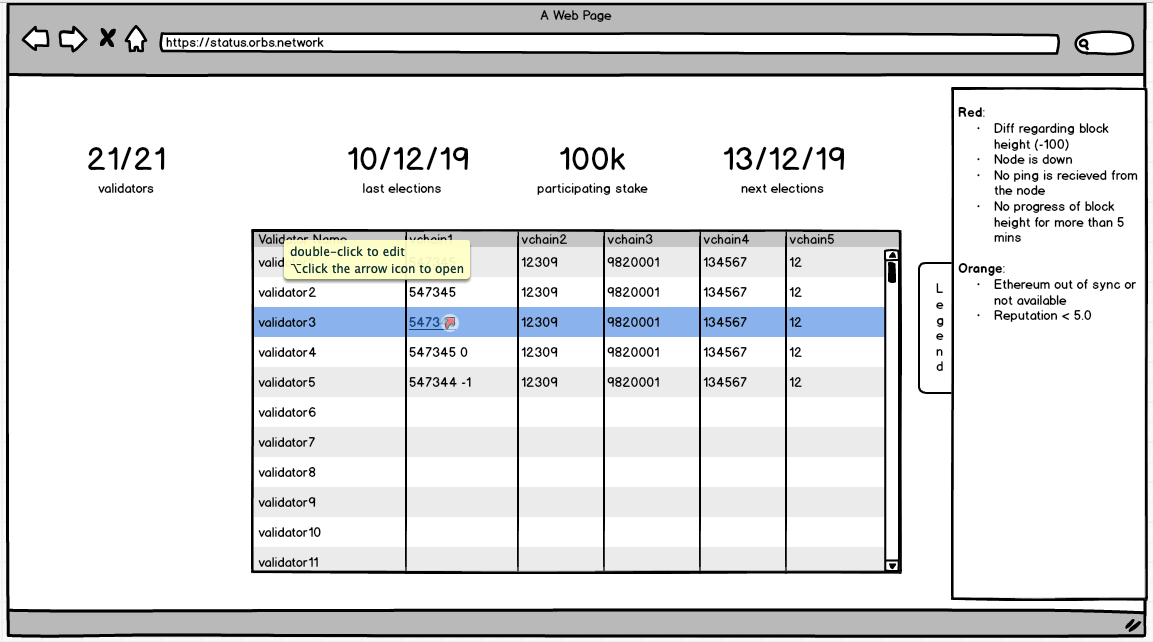 A Web Page
https://status.orbs.network
21/21
validators
10/12/19
last elections
100k
participating stake
13/12/19
next elections
Validator Name vchain1 vchain2 vchain3 vchain4 vchain5
double-click to edit
⌥click the arrow icon to open
12309 9820001 134567 12
validator2 547345 12309 9820001 134567 12
validator3 5473 12309 9820001 134567 12
validator4 547345 0 12309 9820001 134567 12
validator5 547344 -1 12309 9820001 134567 12
validator6
validator7
validator8
validator9
validator10
validator11
Legend
Red:
· Diff regarding block
height (-100)
· Node is down
· No ping is recieved from
the node
· No progress of block
height for more than 5
mins
Orange:
· Ethereum out of sync or
not available
· Reputation < 5.0